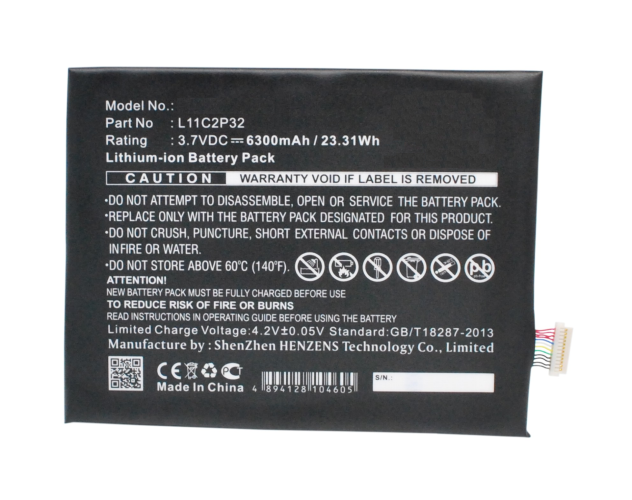 Model No.:
Part No : L11C2P32
Rating : 3.7VDC 6300mAh / 23.31Wh
Lithium-ion Battery Pack
CAUTION WARRANTY VOID IF LABEL IS REMOVED
•DO NOT ATTEMPT TO DISASSEMBLE, OPEN OR SERVICE THE BATTERY PACK.
•REPLACE ONLY WITH THE BATTERY PACK DESIGNATED FOR THIS PRODUCT.
•DO NOT CRUSH, PUNCTURE, SHORT EXTERNAL CONTACTS OR DISPOSE OF
IN FIRE OR WATER.
•DO NOT STORE ABOVE 60°C (140°F).
Pb
ATTENTION!
NEW BATTERY PACK MUST BE FULLY CHARGED BEFORE USE
TO REDUCE RISK OF FIRE OR BURNS
READ INSTRUCTIONS IN OPERATING GUIDE BEFORE USING THIS BATTERY
Limited Charge Voltage:4.2V±0.05V Standard:GB/T18287-2013
Manufacture by : ShenZhen HENZENS Technology Co., Limited
CE
Made In China
4 894128 104605
S/N.: